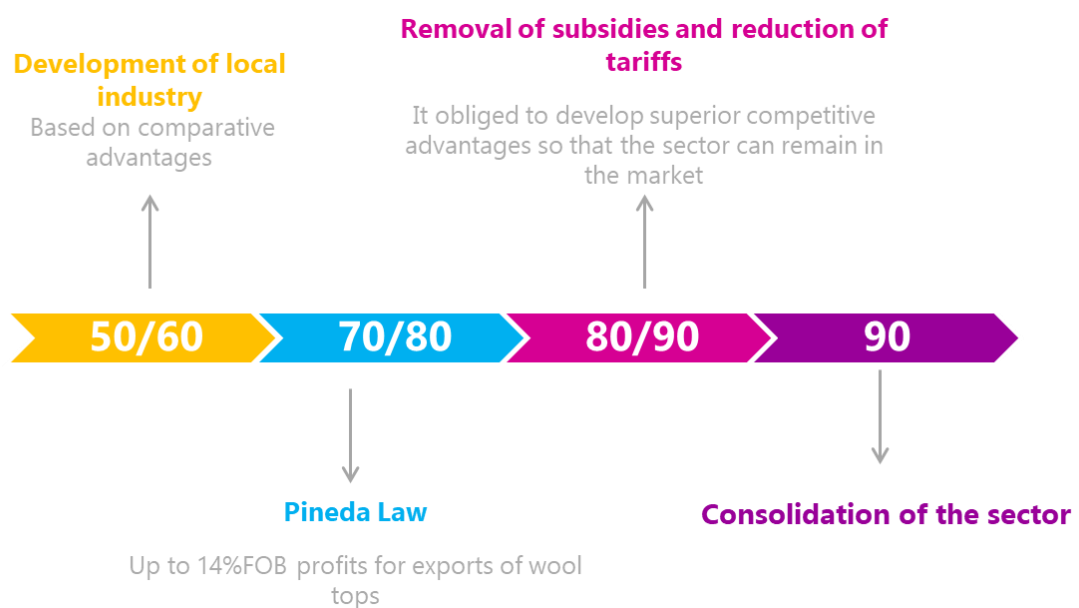 Development of local
industry
Based on comparative
advantages
Removal of subsidies and reduction of
tariffs
It obliged to develop superior competitive
advantages so that the sector can remain in
the market
50/60
70/80
80/90
90
Pineda Law
Up to 14%FOB profits for exports of wool
tops
Consolidation of the sector